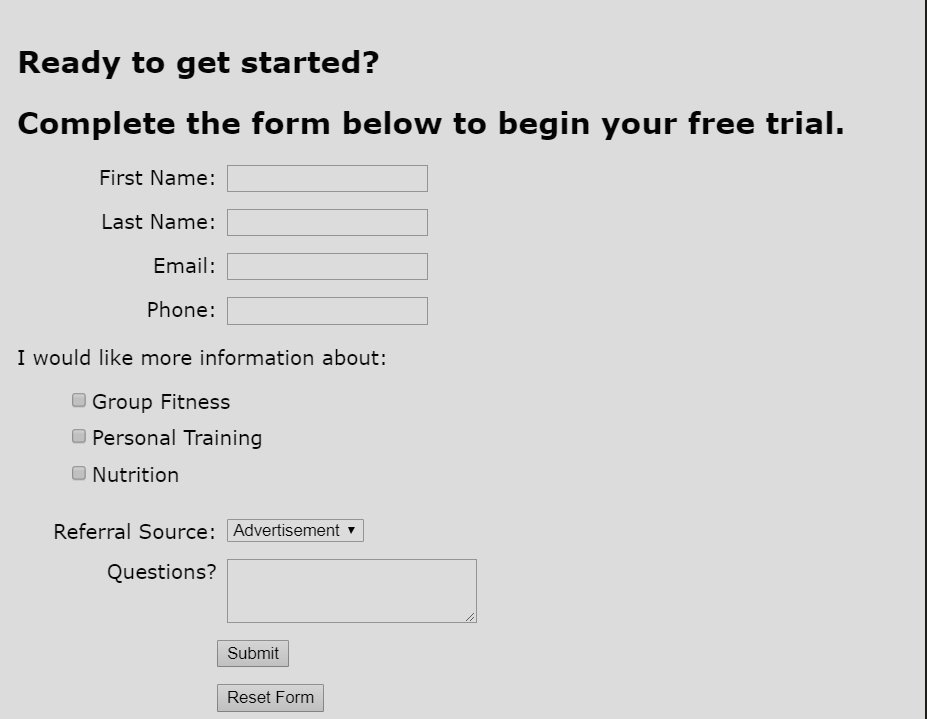 Ready to get started?
Complete the form below to begin your free trial.
First Name:
Last Name:
Email:
Phone:
I would like more information about:
Group Fitness
Personal Training
Nutrition
Referral Source: Advertisement
Questions?
Submit
Reset Form